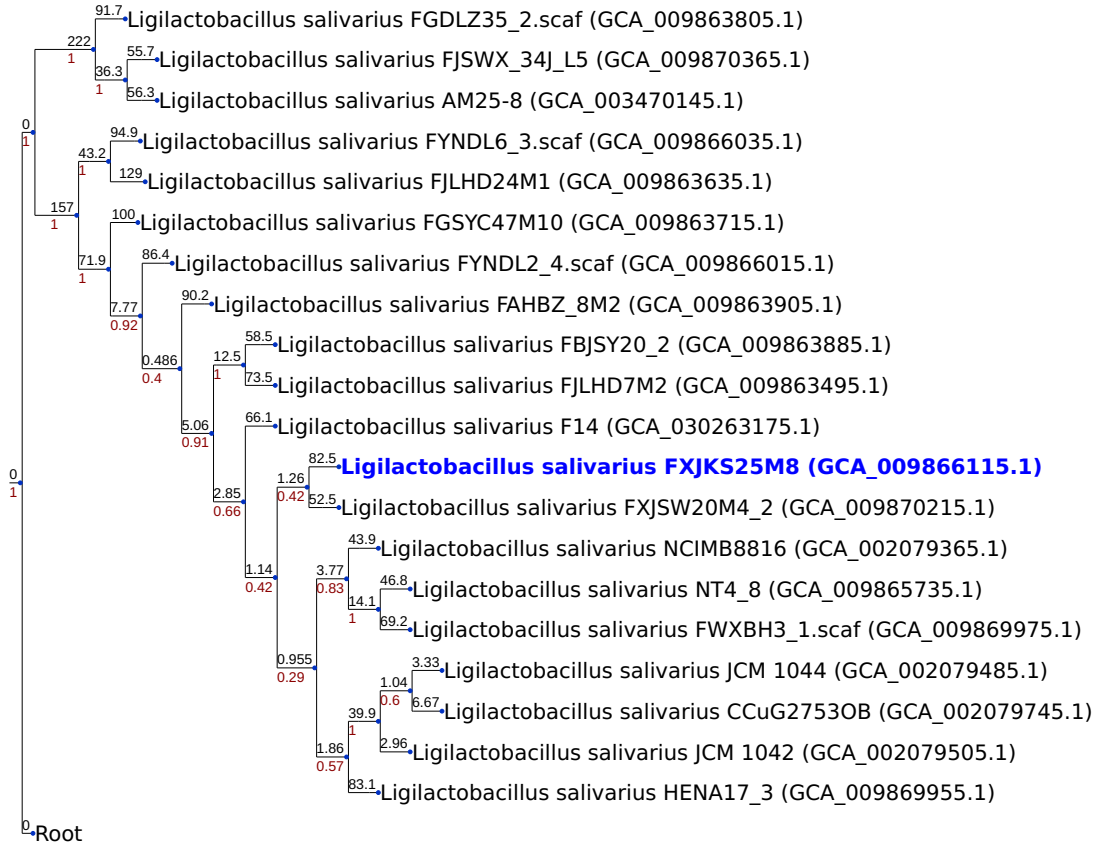 91.7 Ligilactobacillus salivarius FGDLZ35_2.scaf (GCA_009863805.1)
222
1
55.7 Ligilactobacillus salivarius FJSWX_34J_L5 (GCA_009870365.1)
36.3
1
56.3 Ligilactobacillus salivarius AM25-8 (GCA_003470145.1)
0
1
94.9 Ligilactobacillus salivarius FYNDL6_3.scaf (GCA_009866035.1)
43.2
1
129 Ligilactobacillus salivarius FJLHD24M1 (GCA_009863635.1)
157
1
100 Ligilactobacillus salivarius FGSYC47M10 (GCA_009863715.1)
71.9
1
86.4 Ligilactobacillus salivarius FYNDL2_4.scaf (GCA_009866015.1)
7.77
0.92
90.2 Ligilactobacillus salivarius FAHBZ_8M2 (GCA_009863905.1)
0.486
0.4
58.5 Ligilactobacillus salivarius FBJSY20_2 (GCA_009863885.1)
12.5
1
73.5 Ligilactobacillus salivarius FJLHD7M2 (GCA_009863495.1)
5.06
0.91
66.1 Ligilactobacillus salivarius F14 (GCA_030263175.1)
82.5 Ligilactobacillus salivarius FXJKS25M8 (GCA_009866115.1)
1.26
0.42
0
1
2.85
0.66
52.5 Ligilactobacillus salivarius FXJSW20M4_2 (GCA_009870215.1)
43.9 Ligilactobacillus salivarius NCIMB8816 (GCA_002079365.1)
1.14
0.42
3.77
0.83
46.8 Ligilactobacillus salivarius NT4_8 (GCA_009865735.1)
14.1
1
69.2 Ligilactobacillus salivarius FWXBH3_1.scaf (GCA_009869975.1)
0.955
0.29
3.33 Ligilactobacillus salivarius JCM 1044 (GCA_002079485.1)
1.04
0.6
6.67 Ligilactobacillus salivarius CCuG2753OB (GCA_002079745.1)
39.9
1
2.96 Ligilactobacillus salivarius JCM 1042 (GCA_002079505.1)
1.86
0.57
83.1 Ligilactobacillus salivarius HENA17_3 (GCA_009869955.1)
0 Root